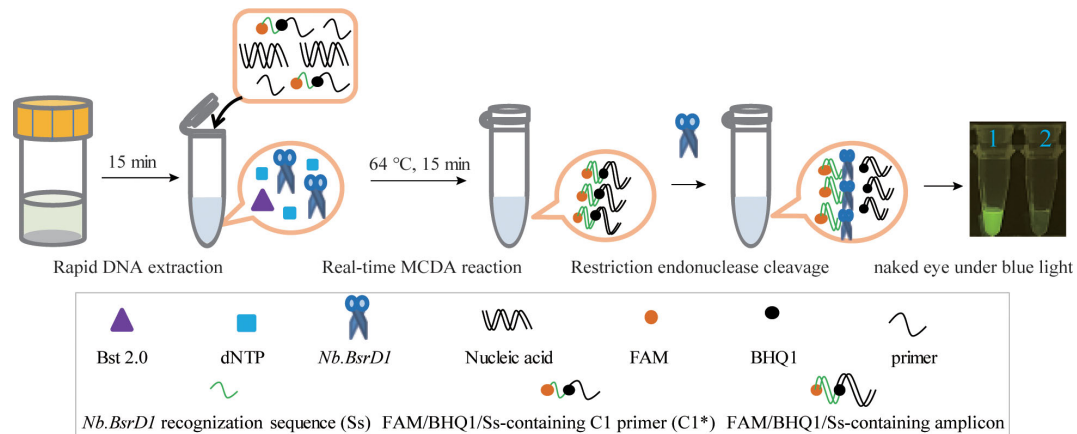 1 2
15 min
64 °C, 15 min
Rapid DNA extraction
Real-time MCDA reaction
Restriction endonuclease cleavage
naked eye under blue light
Bst 2.0
dNTP
Nb.BsrD1
Nucleic acid
FAM
BHQ1
primer
Nb.BsrD1 recognization sequence (Ss)
FAM/BHQ1/Ss-containing C1 primer (C1*)
FAM/BHQ1/Ss-containing amplicon